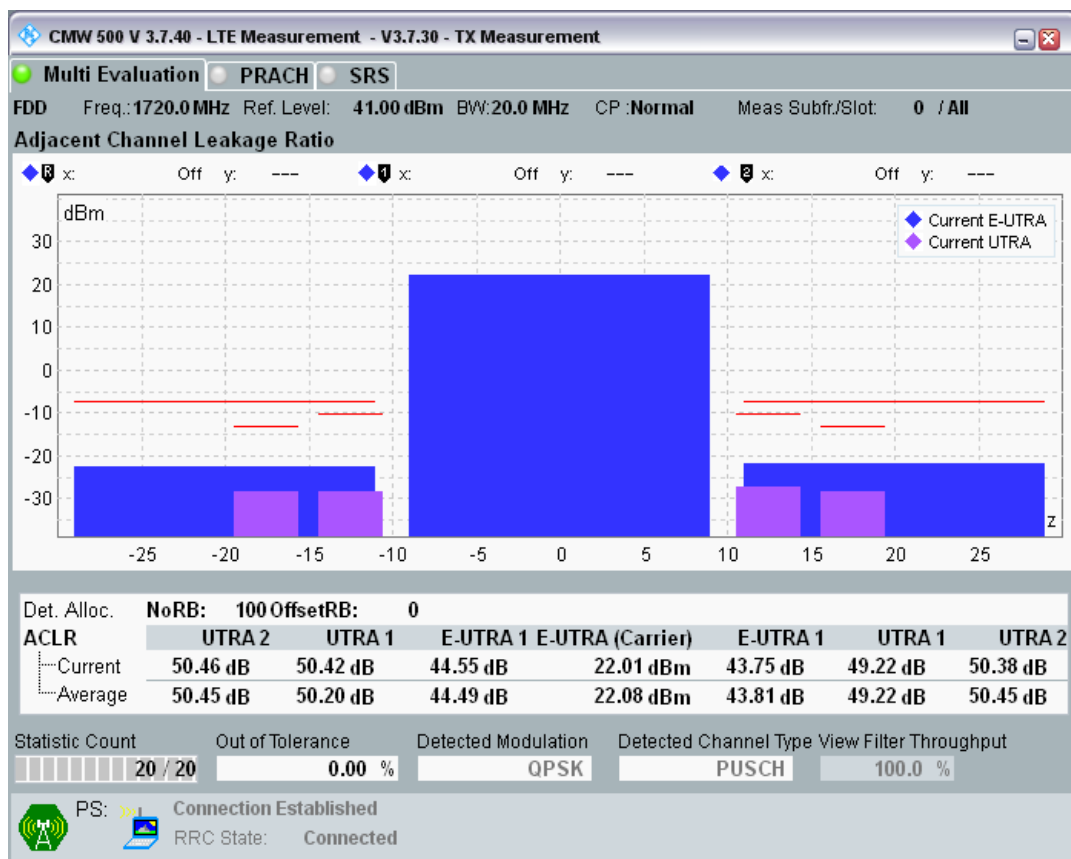 CMW 500 V 3.7.40 - LTE Measurement - V3.7.30 - TX Measurement
Multi Evaluation PRACH SRS
FDD Freq.: 1720.0 MHz Ref. Level: 41.00 dBm BW: 20.0 MHz CP : Normal Meas Subfr./Slot: 0 / All
Adjacent Channel Leakage Ratio
R x: Off y: --- 1 x: Off y: --- 2 x: Off y: ---
dBm
Current E-UTRA
Current UTRA
30
20
10
0
-10
-20
-30
z
-25 -20 -15 -10 -5 0 5 10 15 20 25
Det. Alloc. NoRB: 100 OffsetRB: 0
ACLR UTRA 2 UTRA 1 E-UTRA 1 E-UTRA (Carrier) E-UTRA 1 UTRA 1 UTRA 2
Current 50.46 dB 50.42 dB 44.55 dB 22.01 dBm 43.75 dB 49.22 dB 50.38 dB
Average 50.45 dB 50.20 dB 44.49 dB 22.08 dBm 43.81 dB 49.22 dB 50.45 dB
Statistic Count Out of Tolerance Detected Modulation Detected Channel Type View Filter Throughput
20 / 20 0.00 % QPSK PUSCH 100.0 %
PS: Connection Established
RRC State: Connected